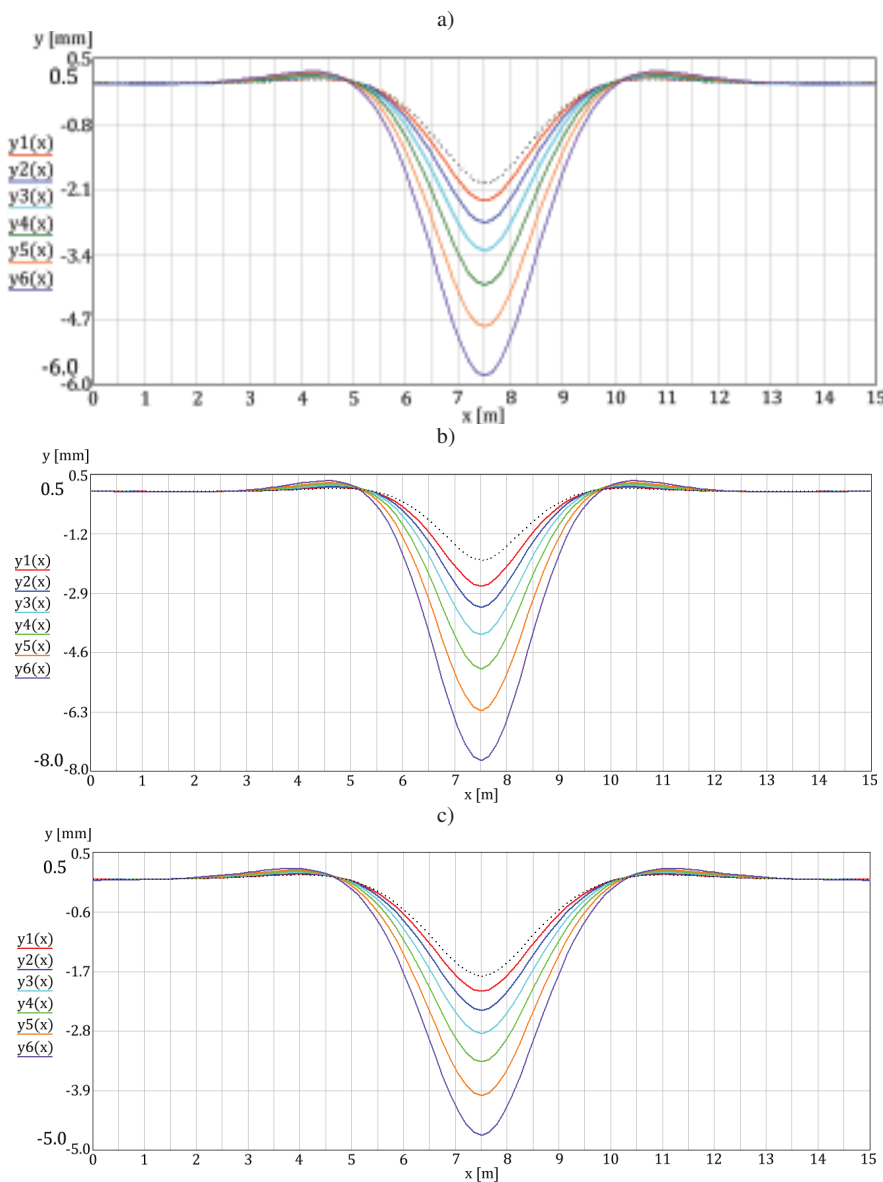 a)
y [mm]
0.5
0.5
-0.8
y1(x)
y2(x)
-2.1
y3(x)
y4(x)
-3.4
y5(x)
y6(x)
-4.7
-6.0
-6.0
0 1 2 3 4 5 6 7 8 9 10 11 12 13 14 15
x [m]
b)
y [mm]
0.5
0.5
-1.2
y1(x)
y2(x)
-2.9
y3(x)
y4(x)
-4.6
y5(x)
y6(x)
-6.3
-8.0
-8.0
0 1 2 3 4 5 6 7 8 9 10 11 12 13 14 15
x [m]
c)
y [mm]
0.5
0.5
-0.6
y1(x)
y2(x)
-1.7
y3(x)
y4(x)
y5(x)
-2.8
y6(x)
-3.9
-5.0
-5.0
0 1 2 3 4 5 6 7 8 9 10 11 12 13 14 15
x [m]